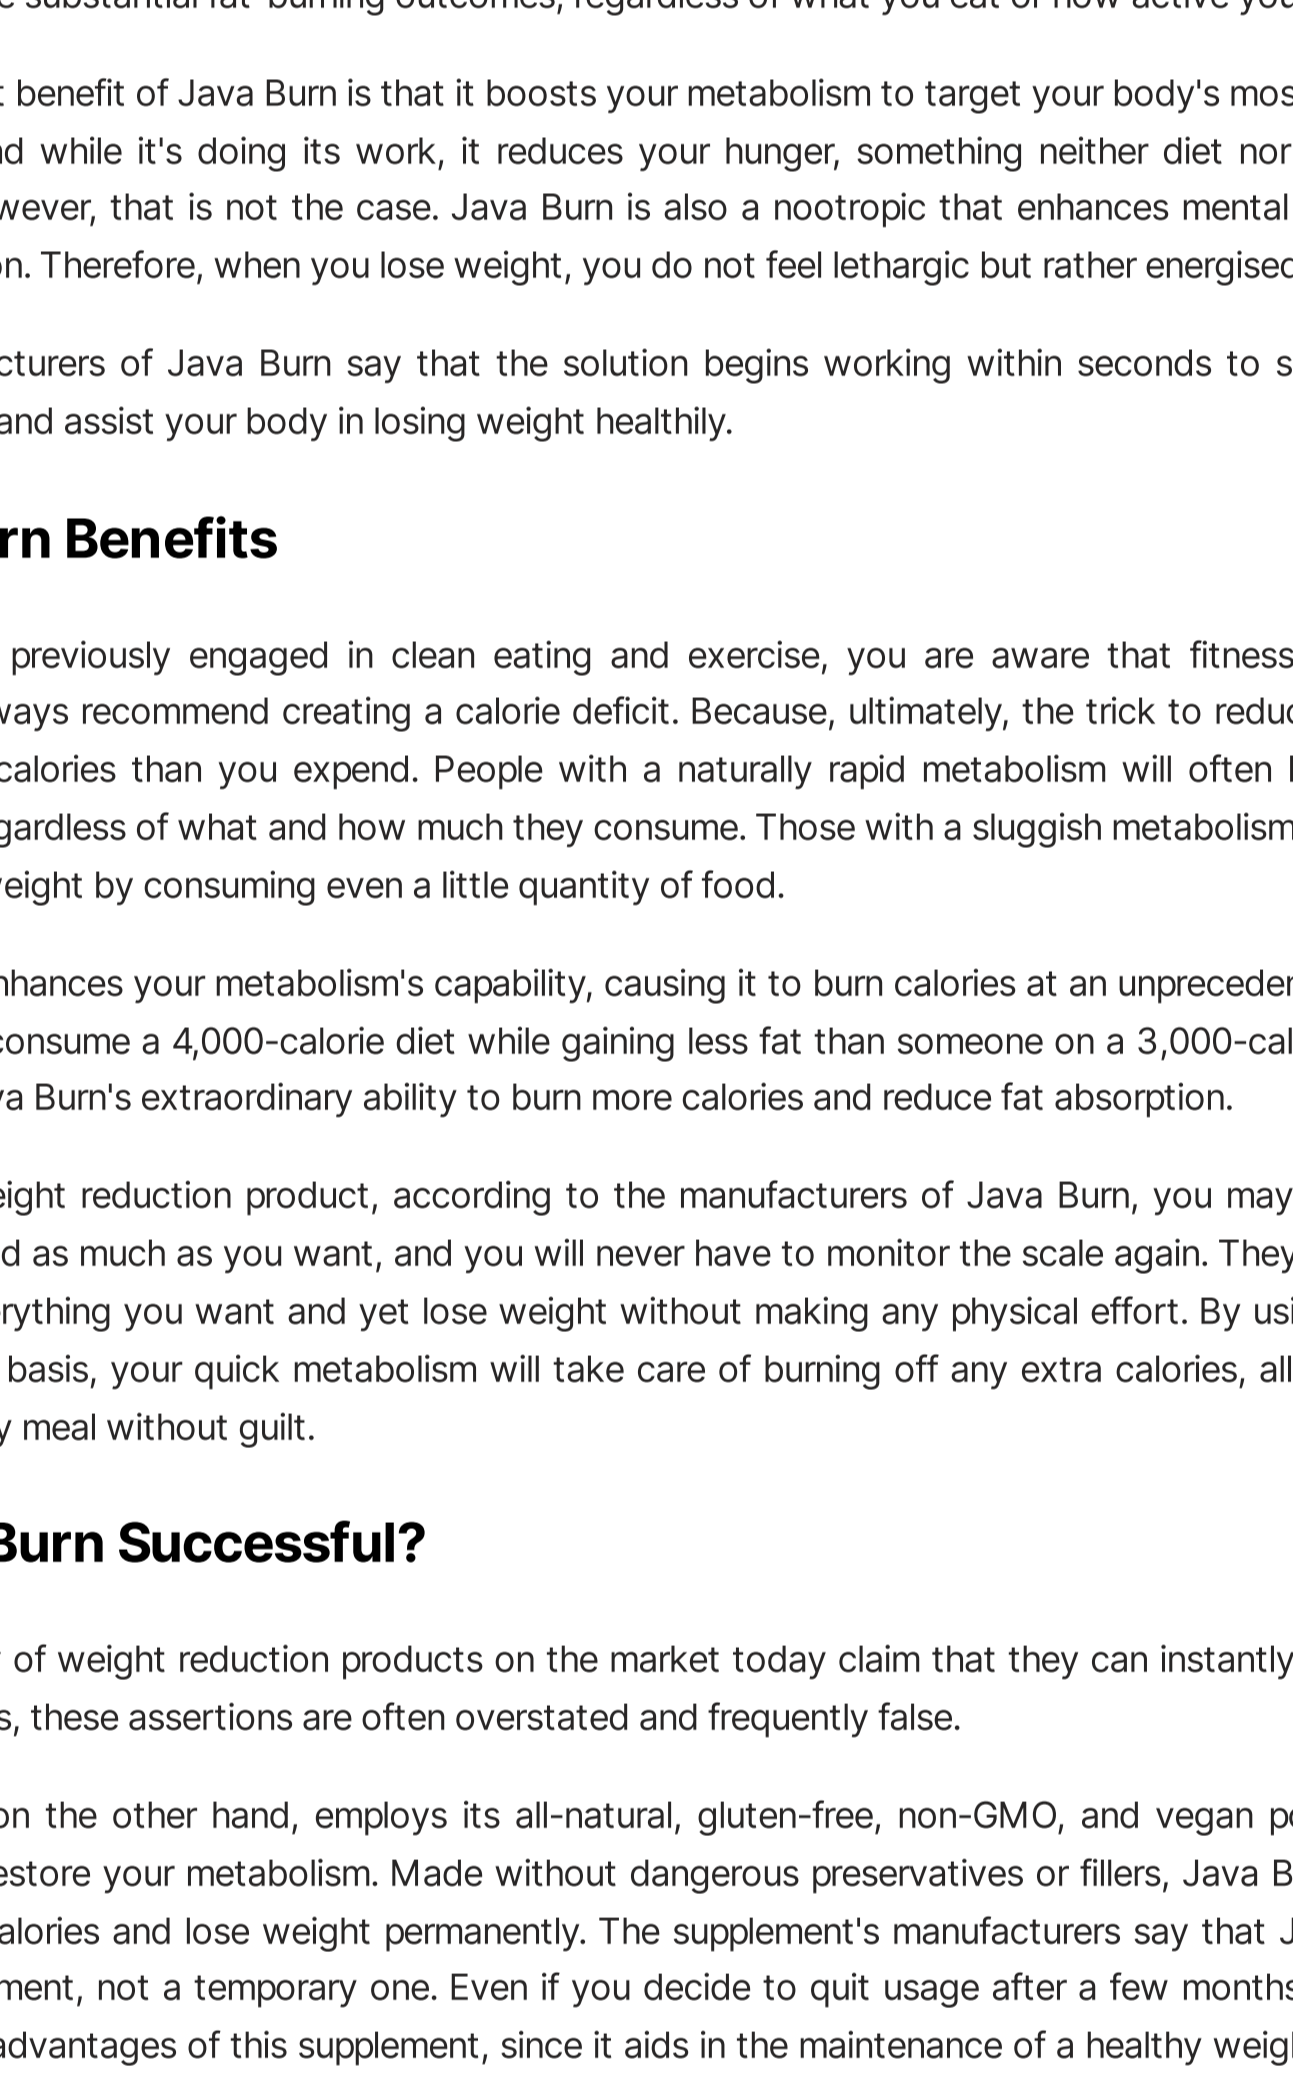 substantial fat-burning outcomes, regardless of what you eat or how active you
benefit of Java Burn is that it boosts your metabolism to target your body's mos
while it's doing its work, it reduces your hunger, something neither diet nor
wever, that is not the case. Java Burn is also a nootropic that enhances mental
on. Therefore, when you lose weight, you do not feel lethargic but rather energised
cturers of Java Burn say that the solution begins working within seconds to s
and assist your body in losing weight healthily.
rn Benefits
previously engaged in clean eating and exercise, you are aware that fitness
ways recommend creating a calorie deficit. Because, ultimately, the trick to reduc
calories than you expend. People with a naturally rapid metabolism will often
gardless of what and how much they consume. Those with a sluggish metabolism
eight by consuming even a little quantity of food.
nhances your metabolism's capability, causing it to burn calories at an unpreceden
consume a 4,000-calorie diet while gaining less fat than someone on a 3,000-cal
va Burn's extraordinary ability to burn more calories and reduce fat absorption.
eight reduction product, according to the manufacturers of Java Burn, you may
d as much as you want, and you will never have to monitor the scale again. They
rything you want and yet lose weight without making any physical effort. By usi
basis, your quick metabolism will take care of burning off any extra calories, all
y meal without guilt.
Burn Successful?
of weight reduction products on the market today claim that they can instantly
s, these assertions are often overstated and frequently false.
on the other hand, employs its all-natural, gluten-free, non-GMO, and vegan po
estore your metabolism. Made without dangerous preservatives or fillers, Java B
alories and lose weight permanently. The supplement's manufacturers say that J
ment, not a temporary one. Even if you decide to quit usage after a few months
advantages of this supplement, since it aids in the maintenance of a healthy weigh